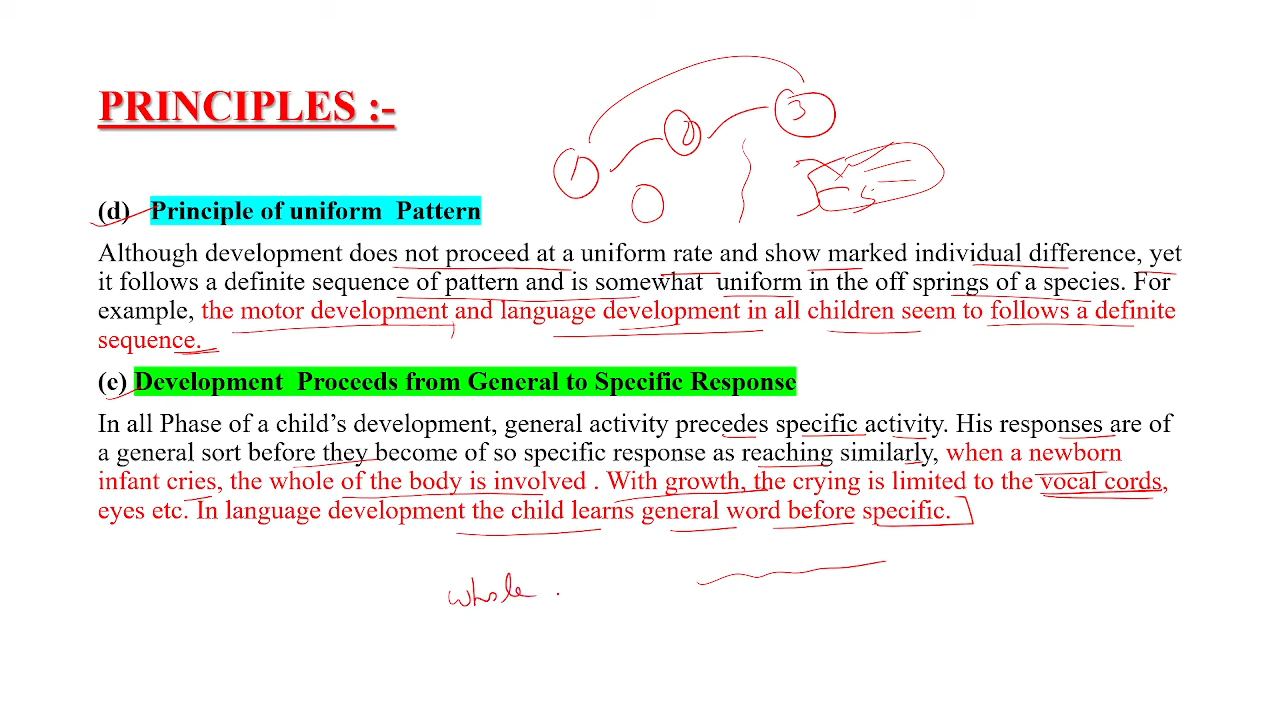 PRINCIPLES :-
1 3
(d) Principle of uniform Pattern
Although development does not proceed at a uniform rate and show marked individual difference, yet
it follows a definite sequence of pattern and is somewhat uniform in the off springs of a species. For
example, the motor development and language development in all children seem to follows a definite
sequence.
(e) Development Proceeds from General to Specific Response
In all Phase of a child's development, general activity precedes specific activity. His responses are of
a general sort before they become of so specific response as reaching similarly, when a newborn
infant cries, the whole of the body is involved . With growth, the crying is limited to the vocal cords,
eyes etc. In language development the child learns general word before specific.
whole .